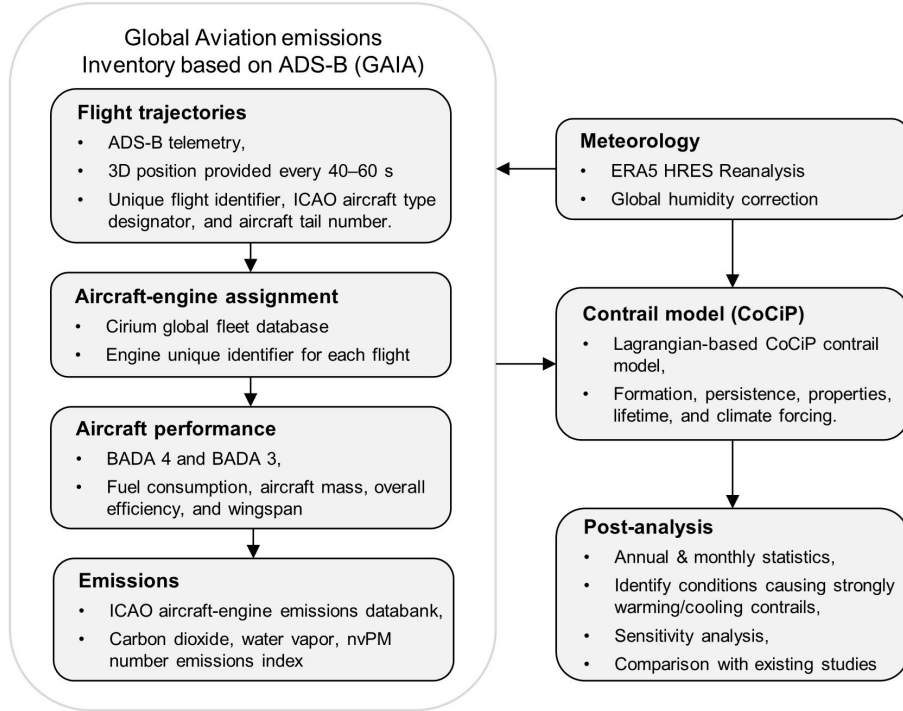 Global Aviation emissions
Inventory based on ADS-B (GAIA)
Flight trajectories
• ADS-B telemetry,
• 3D position provided every 40–60 s
• Unique flight identifier, ICAO aircraft type
designator, and aircraft tail number.
Aircraft-engine assignment
• Cirium global fleet database
• Engine unique identifier for each flight
Aircraft performance
• BADA 4 and BADA 3,
• Fuel consumption, aircraft mass, overall
efficiency, and wingspan
Emissions
• ICAO aircraft-engine emissions databank,
• Carbon dioxide, water vapor, nvPM
number emissions index
Meteorology
• ERA5 HRES Reanalysis
• Global humidity correction
Contrail model (CoCiP)
• Lagrangian-based CoCiP contrail
model,
• Formation, persistence, properties,
lifetime, and climate forcing.
Post-analysis
• Annual & monthly statistics,
• Identify conditions causing strongly
warming/cooling contrails,
• Sensitivity analysis,
• Comparison with existing studies